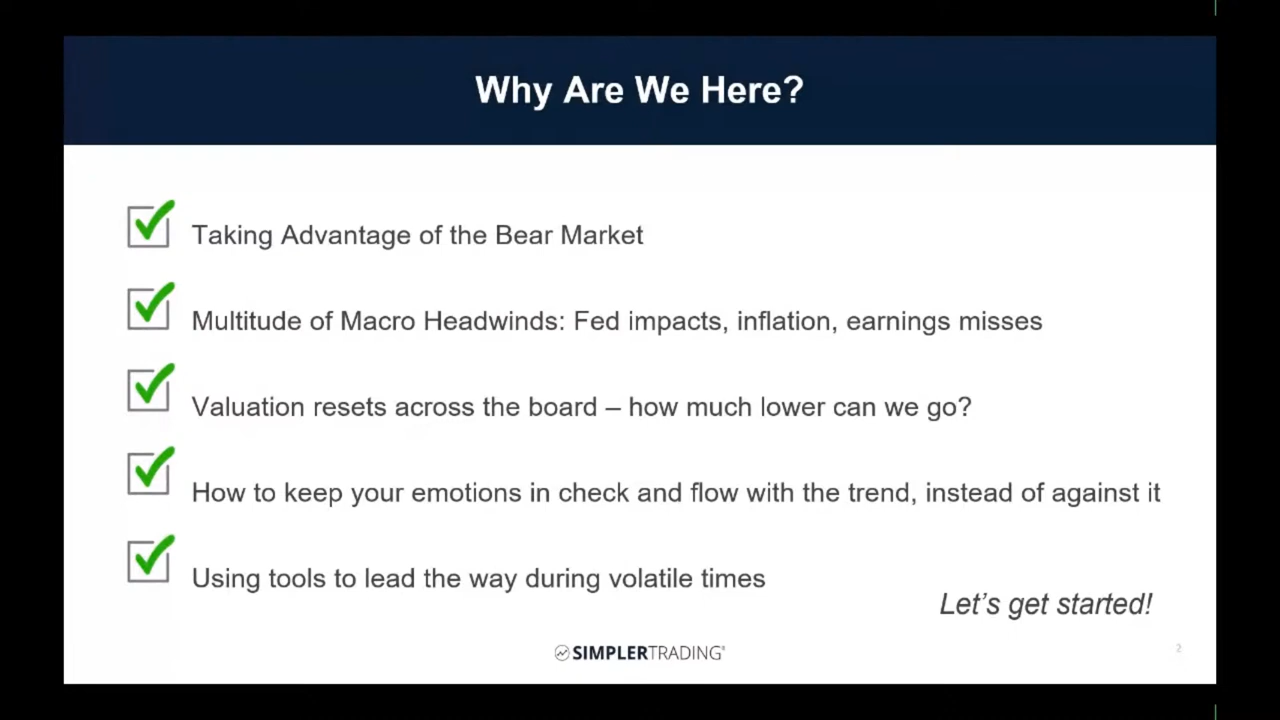 Why Are We Here?
Taking Advantage of the Bear Market
Multitude of Macro Headwinds: Fed impacts, inflation, earnings misses
Valuation resets across the board – how much lower can we go?
How to keep your emotions in check and flow with the trend, instead of against it
Using tools to lead the way during volatile times
Let’s get started!
SIMPLERTRADING®
2